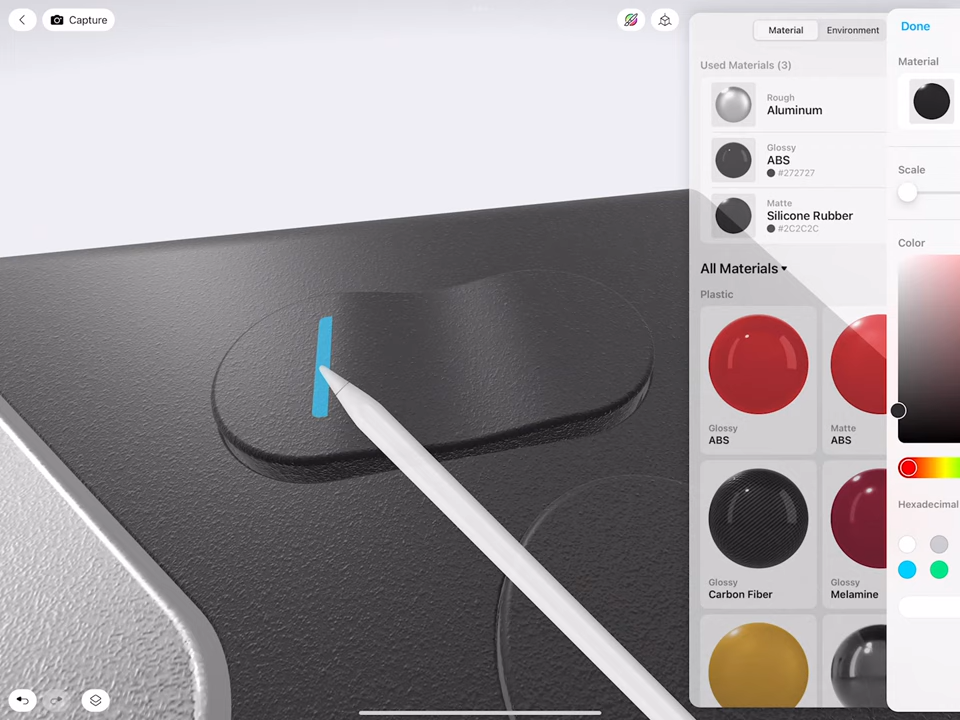 Capture
Material Environment
Used Materials (3)
Rough
Aluminum
Glossy
ABS
#272727
Matte
Silicone Rubber
#2C2C2C
All Materials
Plastic
Glossy
ABS
Matte
ABS
Glossy
Carbon Fiber
Glossy
Melamine
Done
Material
Scale
Color
Hexadecimal